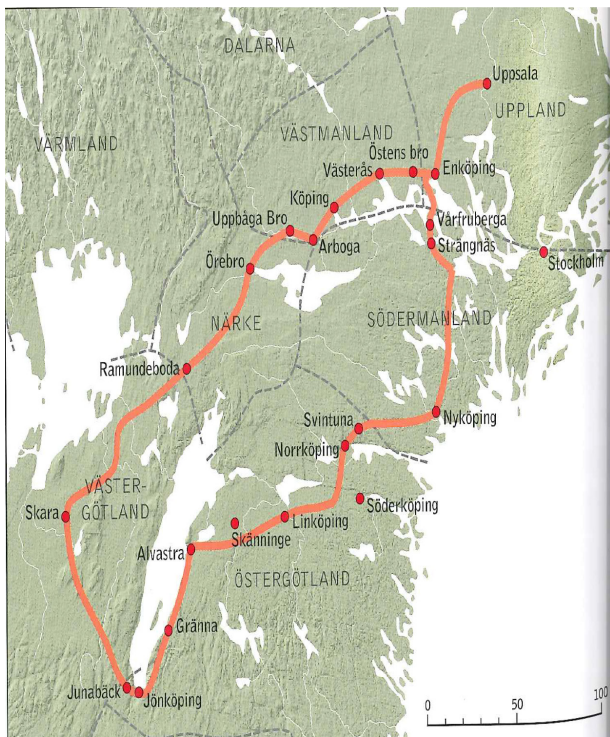 DALARNA
Uppsala
UPPLAND
VÄRMLAND
VÄSTMANLAND
Östens bro
Västerås
Enköping
Köping
Uppbåga Bro
Vårfruberga
Arboga
Strängnäs
Örebro
Stockholm
NÄRKE
SÖDERMANLAND
Ramundeboda
Svintuna
Nyköping
Norrköping
VÄSTER-
GÖTLAND
Skara
Söderköping
Linköping
Skänninge
Alvastra
ÖSTERGÖTLAND
Gränna
Junabäck
Jönköping
0 50 100